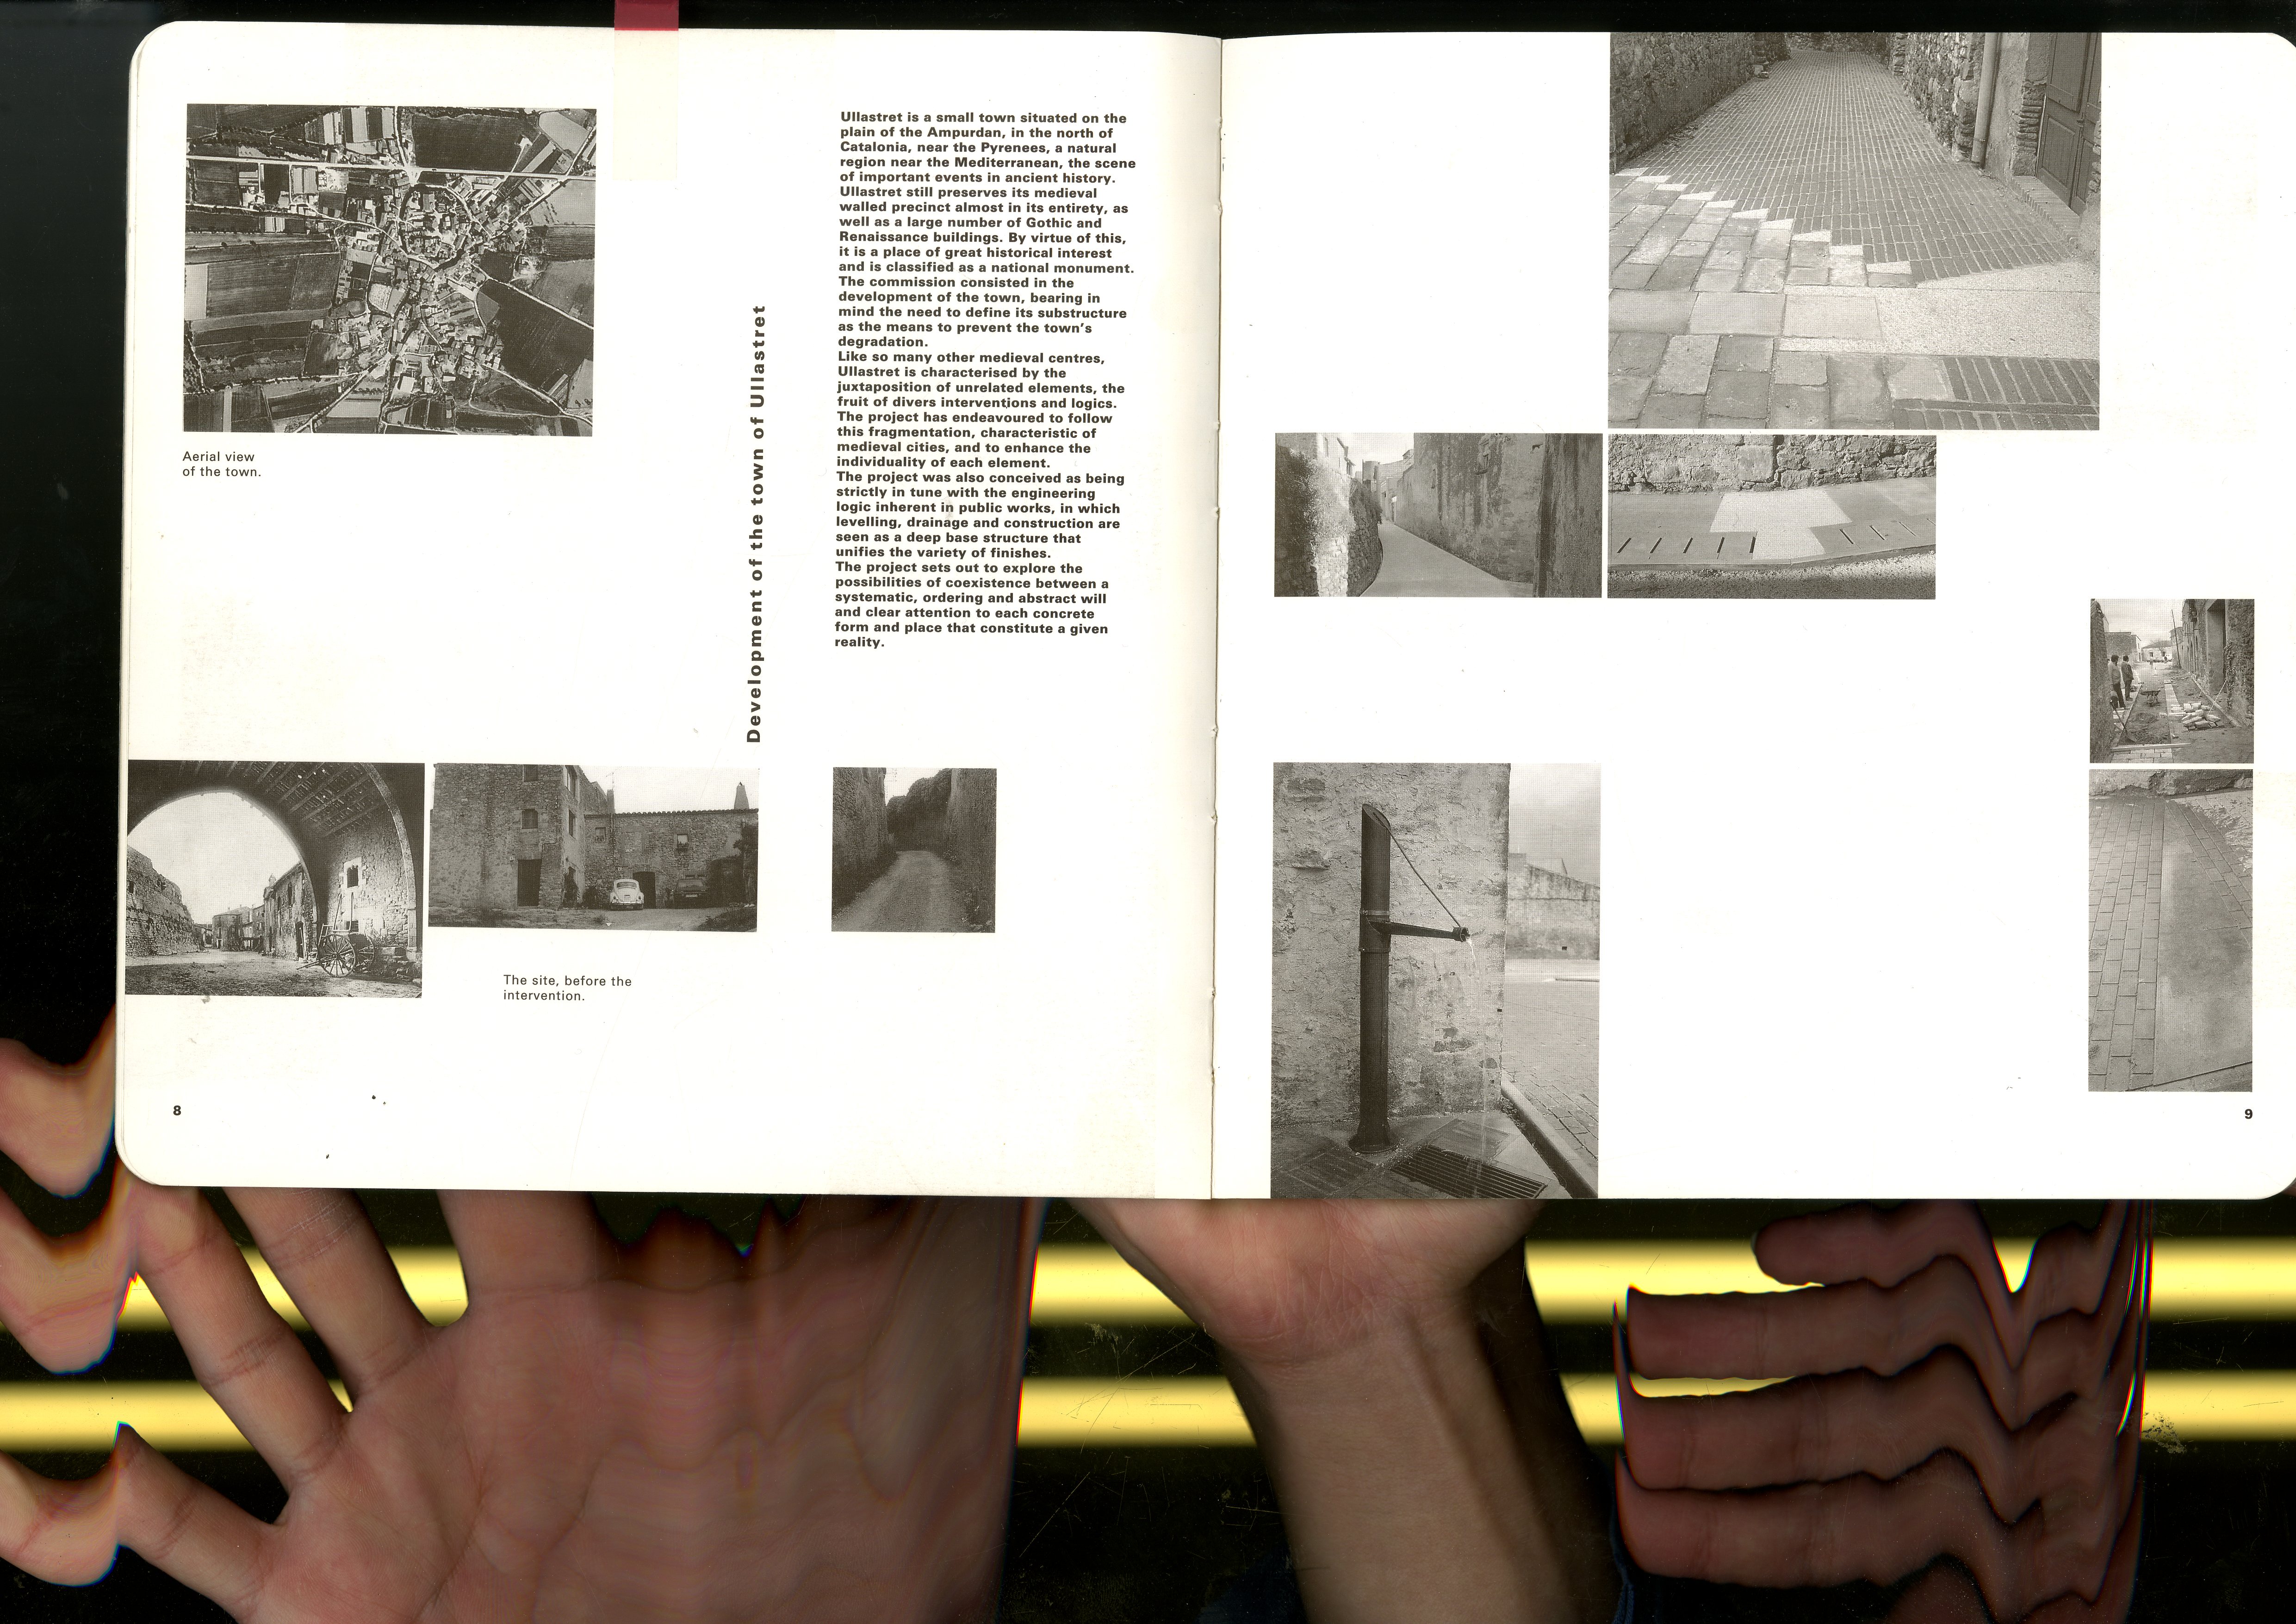 Aerial view
of the town.
Development of the town of Ullastret
Ullastret is a small town situated on the
plain of the Ampurdan, in the north of
Catalonia, near the Pyrenees, a natural
region near the Mediterranean, the scene
of important events in ancient history.
Ullastret still preserves its medieval
walled precinct almost in its entirety, as
well as a large number of Gothic and
Renaissance buildings. By virtue of this,
it is a place of great historical interest
and is classified as a national monument.
The commission consisted in the
development of the town, bearing in
mind the need to define its substructure
as the means to prevent the town's
degradation.
Like so many other medieval centres,
Ullastret is characterised by the
juxtaposition of unrelated elements, the
fruit of divers interventions and logics.
The project has endeavoured to follow
this fragmentation, characteristic of
medieval cities, and to enhance the
individuality of each element.
The project was also conceived as being
strictly in tune with the engineering
logic inherent in public works, in which
levelling, drainage and construction are
seen as a deep base structure that
unifies the variety of finishes.
The project sets out to explore the
possibilities of coexistence between a
systematic, ordering and abstract will
and clear attention to each concrete
form and place that constitute a given
reality.
The site, before the
intervention.
8
9